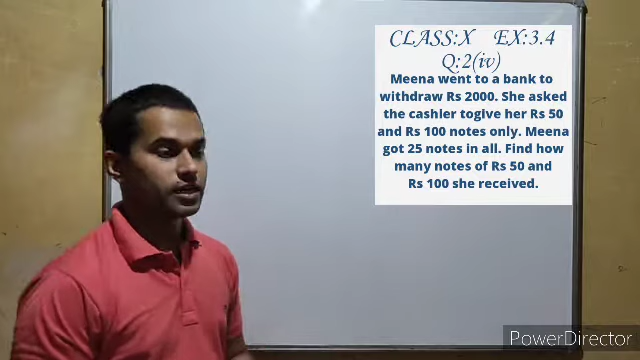 CLASS:X EX:3.4
Q:2(iv)
Meena went to a bank to
withdraw Rs 2000. She asked
the cashier togive her Rs 50
and Rs 100 notes only. Meena
got 25 notes in all. Find how
many notes of Rs 50 and
Rs 100 she received.
PowerDirector